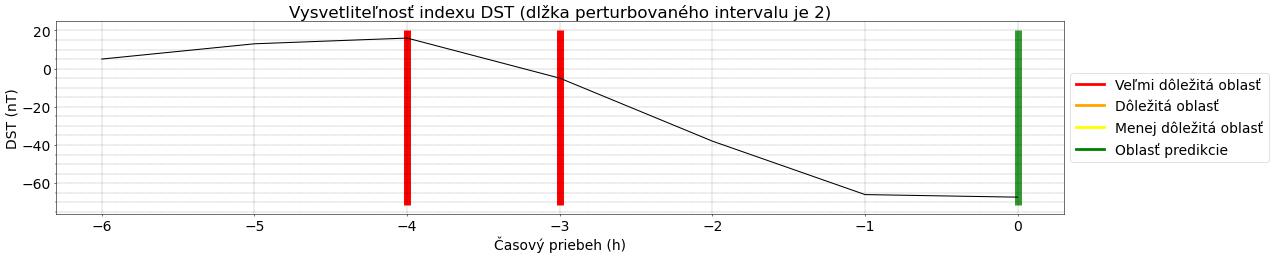 Vysvetliteľnosť indexu DST (dĺžka perturbovaného intervalu je 2)
20
0
−20
−40
−60
DST (nT)
−6 −5 −4 −3 −2 −1 0
Časový priebeh (h)
Veľmi dôležitá oblasť
Dôležitá oblasť
Menej dôležitá oblasť
Oblasť predikcie